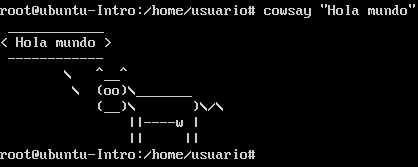 root@ubuntu-Intro:/home/usuario# cowsay "Hola mundo"
 ____________
< Hola mundo >
 ------------
        \   ^__^
         \  (oo)\_______
            (__)\       )\/\
                ||----w |
                ||     ||
root@ubuntu-Intro:/home/usuario#